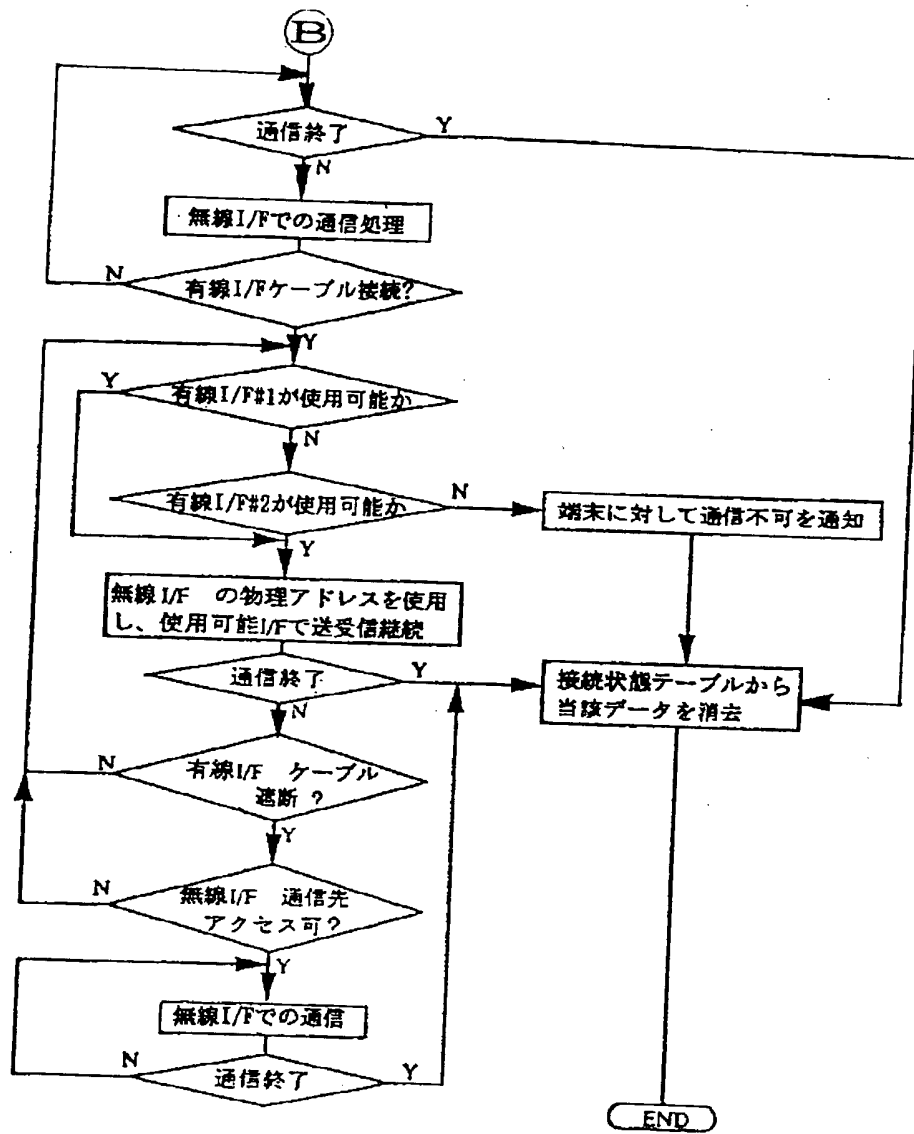 B
通信終了
Y
N
無線I/Fでの通信処理
N
有線I/Fケーブル接続?
Y
Y
有線I/F#1が使用可能か
N
有線I/F#2が使用可能か
N
端末に対して通信不可を通知
Y
無線I/F の物理アドレスを使用
し、使用可能I/Fで送受信継続
通信終了
Y
接続状態テーブルから
当該データを消去
N
N
有線I/F ケーブル
遮断 ?
Y
N
無線I/F 通信先
アクセス可?
Y
無線I/Fでの通信
N
通信終了
Y
END